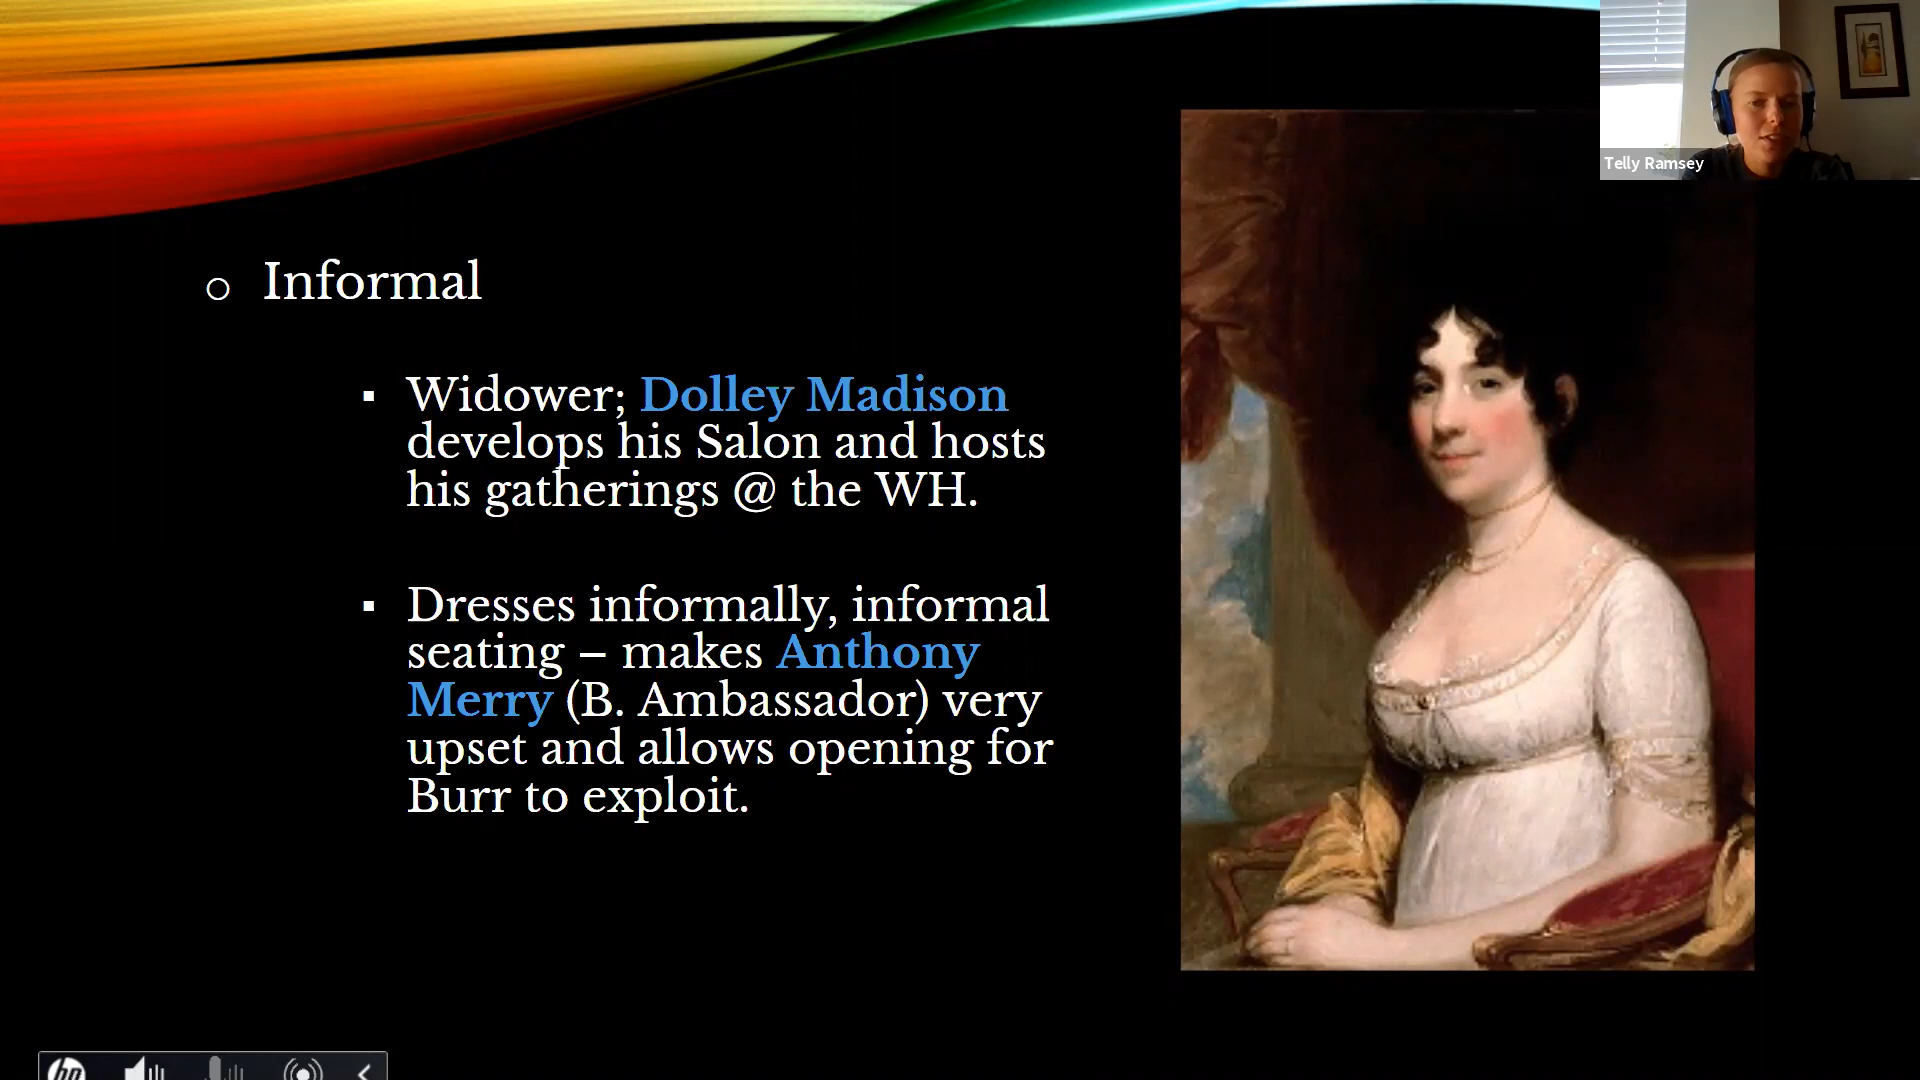 Telly Ramsey
o Informal
▪ Widower; Dolley Madison
develops his Salon and hosts
his gatherings @ the WH.
▪ Dresses informally, informal
seating – makes Anthony
Merry (B. Ambassador) very
upset and allows opening for
Burr to exploit.
hp